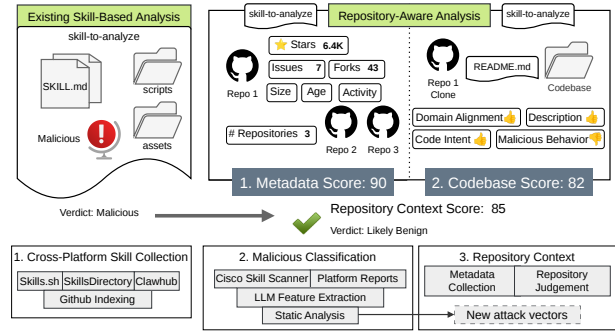 Existing Skill-Based Analysis
skill-to-analyze
SKILL.md
scripts
Malicious
assets
Verdict: Malicious
skill-to-analyze
Repository-Aware Analysis
skill-to-analyze
Stars 6.4K
Issues 7
Forks 43
Size
Age
Activity
Repo 1
# Repositories 3
Repo 2
Repo 3
1. Metadata Score: 90
Repo 1
Clone
README.md
Codebase
Domain Alignment
Description
Code Intent
Malicious Behavior
2. Codebase Score: 82
Repository Context Score: 85
Verdict: Likely Benign
1. Cross-Platform Skill Collection
Skills.sh
SkillsDirectory
Clawhub
Github Indexing
2. Malicious Classification
Cisco Skill Scanner
Platform Reports
LLM Feature Extraction
Static Analysis
3. Repository Context
Metadata
Collection
Repository
Judgement
New attack vectors